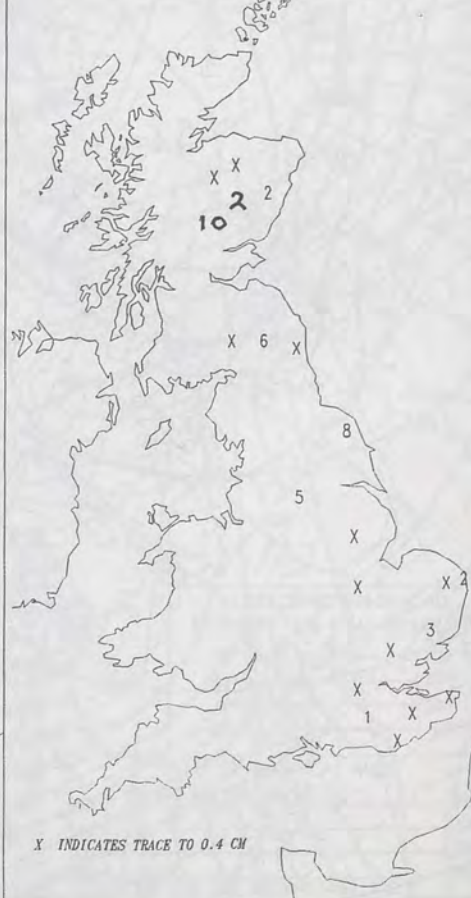 X
X 2
2
10
X 6 X
8
5
X
X X 2
3
X
X X
1 X
X
X INDICATES TRACE TO 0.4 CM